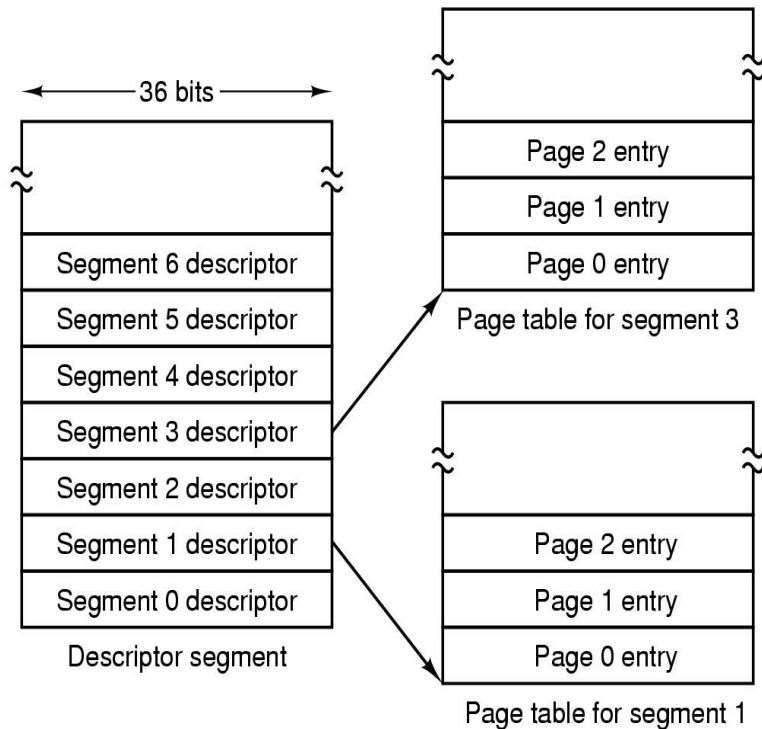 36 bits
Segment 6 descriptor
Segment 5 descriptor
Segment 4 descriptor
Segment 3 descriptor
Segment 2 descriptor
Segment 1 descriptor
Segment 0 descriptor
Descriptor segment
Page 2 entry
Page 1 entry
Page 0 entry
Page table for segment 3
Page 2 entry
Page 1 entry
Page 0 entry
Page table for segment 1